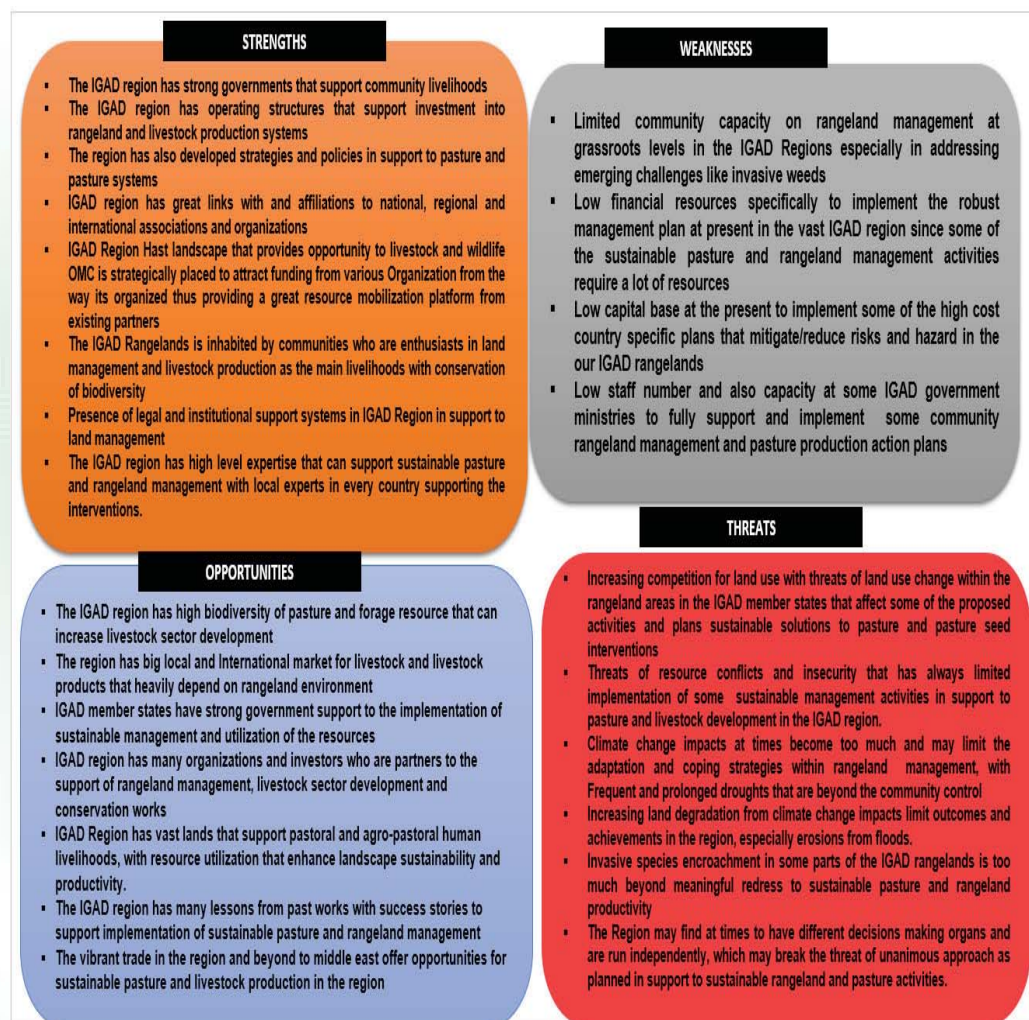 STRENGTHS
▪ The IGAD region has strong governments that support community livelihoods
▪ The IGAD region has operating structures that support investment into
rangeland and livestock production systems
▪ The region has also developed strategies and policies in support to pasture and
pasture systems
▪ IGAD region has great links with and affiliations to national, regional and
international associations and organizations
▪ IGAD Region Hast landscape that provides opportunity to livestock and wildlife
OMC is strategically placed to attract funding from various Organization from the
way its organized thus providing a great resource mobilization platform from
existing partners
▪ The IGAD Rangelands is inhabited by communities who are enthusiasts in land
management and livestock production as the main livelihoods with conservation
of biodiversity
▪ Presence of legal and institutional support systems in IGAD Region in support to
land management
▪ The IGAD region has high level expertise that can support sustainable pasture
and rangeland management with local experts in every country supporting the
interventions.
WEAKNESSES
▪ Limited community capacity on rangeland management at
grassroots levels in the IGAD Regions especially in addressing
emerging challenges like invasive weeds
▪ Low financial resources specifically to implement the robust
management plan at present in the vast IGAD region since some of
the sustainable pasture and rangeland management activities
require a lot of resources
▪ Low capital base at the present to implement some of the high cost
country specific plans that mitigate/reduce risks and hazard in the
our IGAD rangelands
▪ Low staff number and also capacity at some IGAD government
ministries to fully support and implement some community
rangeland management and pasture production action plans
OPPORTUNITIES
▪ The IGAD region has high biodiversity of pasture and forage resource that can
increase livestock sector development
▪ The region has big local and International market for livestock and livestock
products that heavily depend on rangeland environment
▪ IGAD member states have strong government support to the implementation of
sustainable management and utilization of the resources
▪ IGAD region has many organizations and investors who are partners to the
support of rangeland management, livestock sector development and
conservation works
▪ IGAD Region has vast lands that support pastoral and agro-pastoral human
livelihoods, with resource utilization that enhance landscape sustainability and
productivity.
▪ The IGAD region has many lessons from past works with success stories to
support implementation of sustainable pasture and rangeland management
▪ The vibrant trade in the region and beyond to middle east offer opportunities for
sustainable pasture and livestock production in the region
THREATS
▪ Increasing competition for land use with threats of land use change within the
rangeland areas in the IGAD member states that affect some of the proposed
activities and plans sustainable solutions to pasture and pasture seed
interventions
▪ Threats of resource conflicts and insecurity that has always limited
implementation of some sustainable management activities in support to
pasture and livestock development in the IGAD region.
▪ Climate change impacts at times become too much and may limit the
adaptation and coping strategies within rangeland management, with
Frequent and prolonged droughts that are beyond the community control
▪ Increasing land degradation from climate change impacts limit outcomes and
achievements in the region, especially erosions from floods.
▪ Invasive species encroachment in some parts of the IGAD rangelands is too
much beyond meaningful redress to sustainable pasture and rangeland
productivity
▪ The Region may find at times to have different decisions making organs and
are run independently, which may break the threat of unanimous approach as
planned in support to sustainable rangeland and pasture activities.